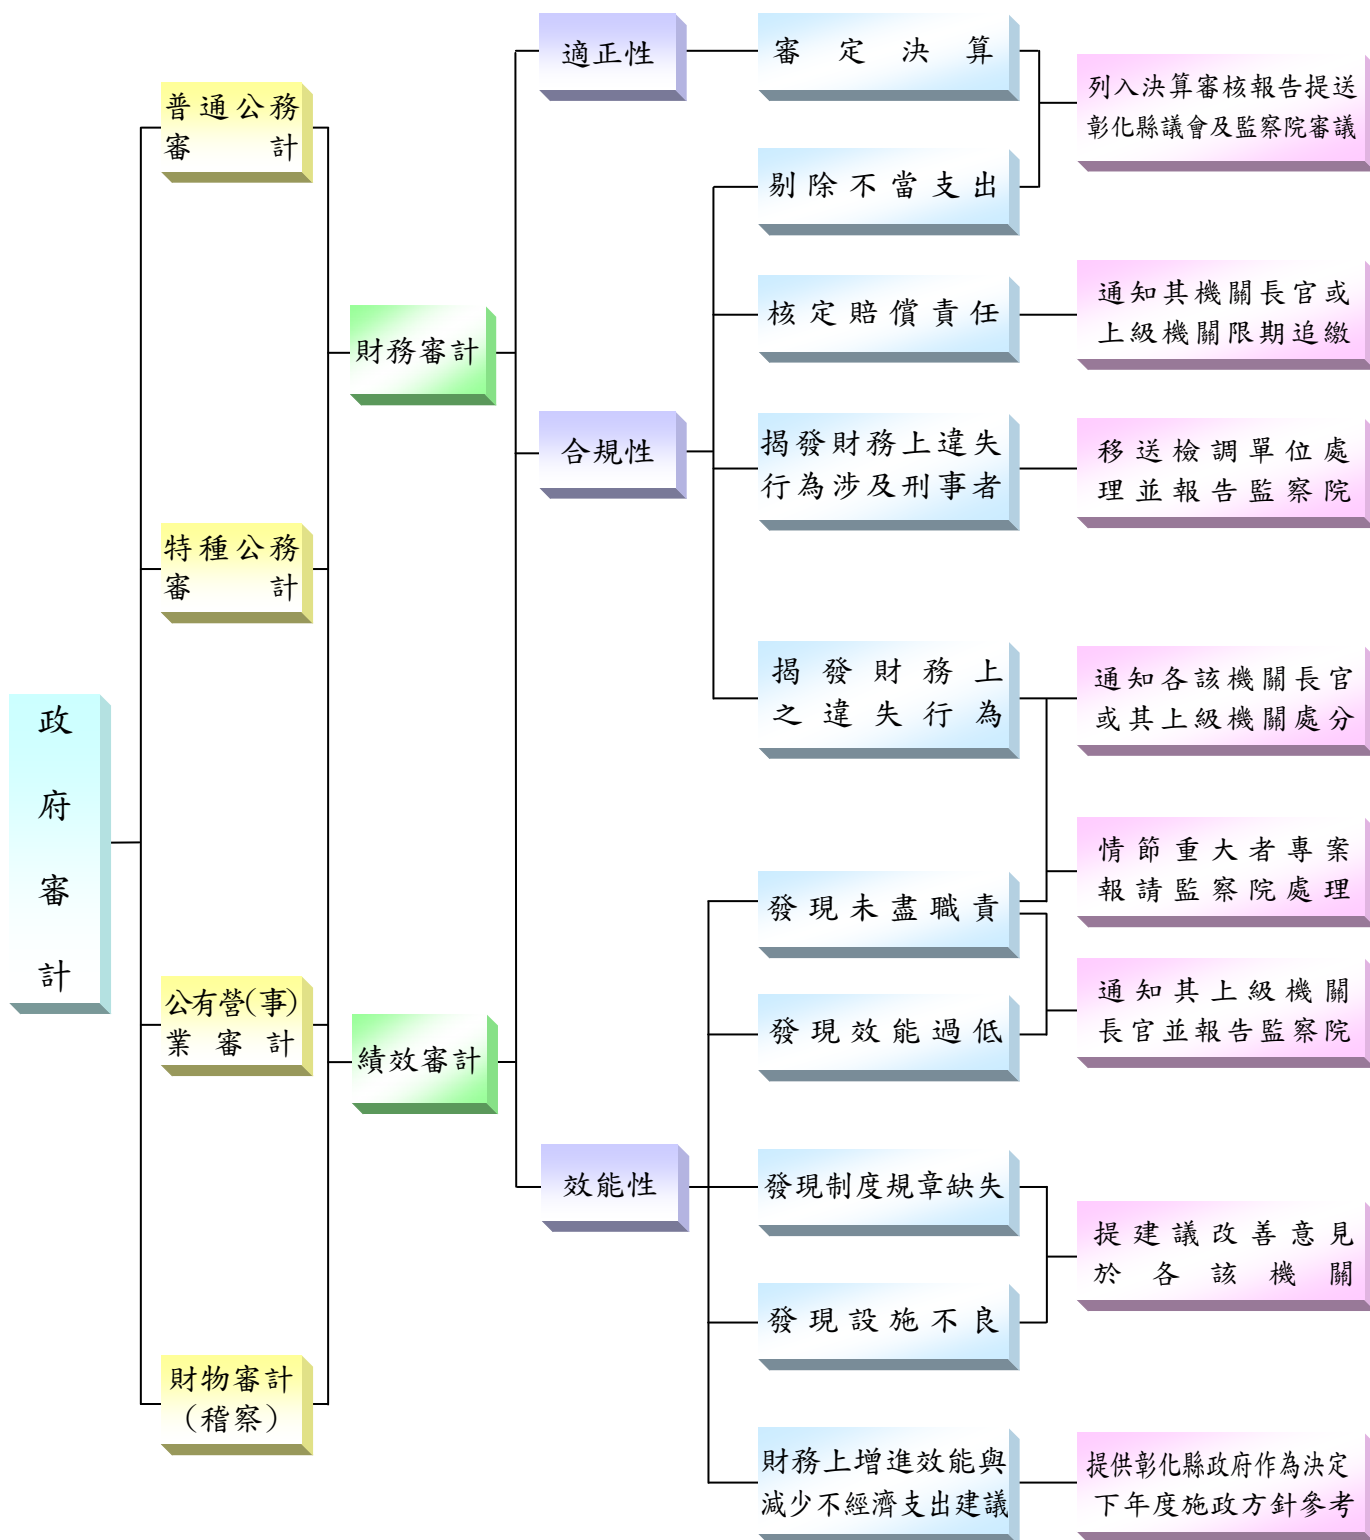 政
府
審
計
普通公務
審計
特種公務
審計
公有營(事)
業審計
財物審計
(稽察)
財務審計
績效審計
適正性
合規性
效能性
審定決算
剔除不當支出
核定賠償責任
揭發財務上違失
行為涉及刑事者
揭發財務上
之違失行為
發現未盡職責
發現效能過低
發現制度規章缺失
發現設施不良
財務上增進效能與
減少不經濟支出建議
列入決算審核報告提送
彰化縣議會及監察院審議
通知其機關長官或
上級機關限期追繳
移送檢調單位處
理並報告監察院
通知各該機關長官
或其上級機關處分
情節重大者專案
報請監察院處理
通知其上級機關
長官並報告監察院
提建議改善意見
於各該機關
提供彰化縣政府作為決定
下年度施政方針參考